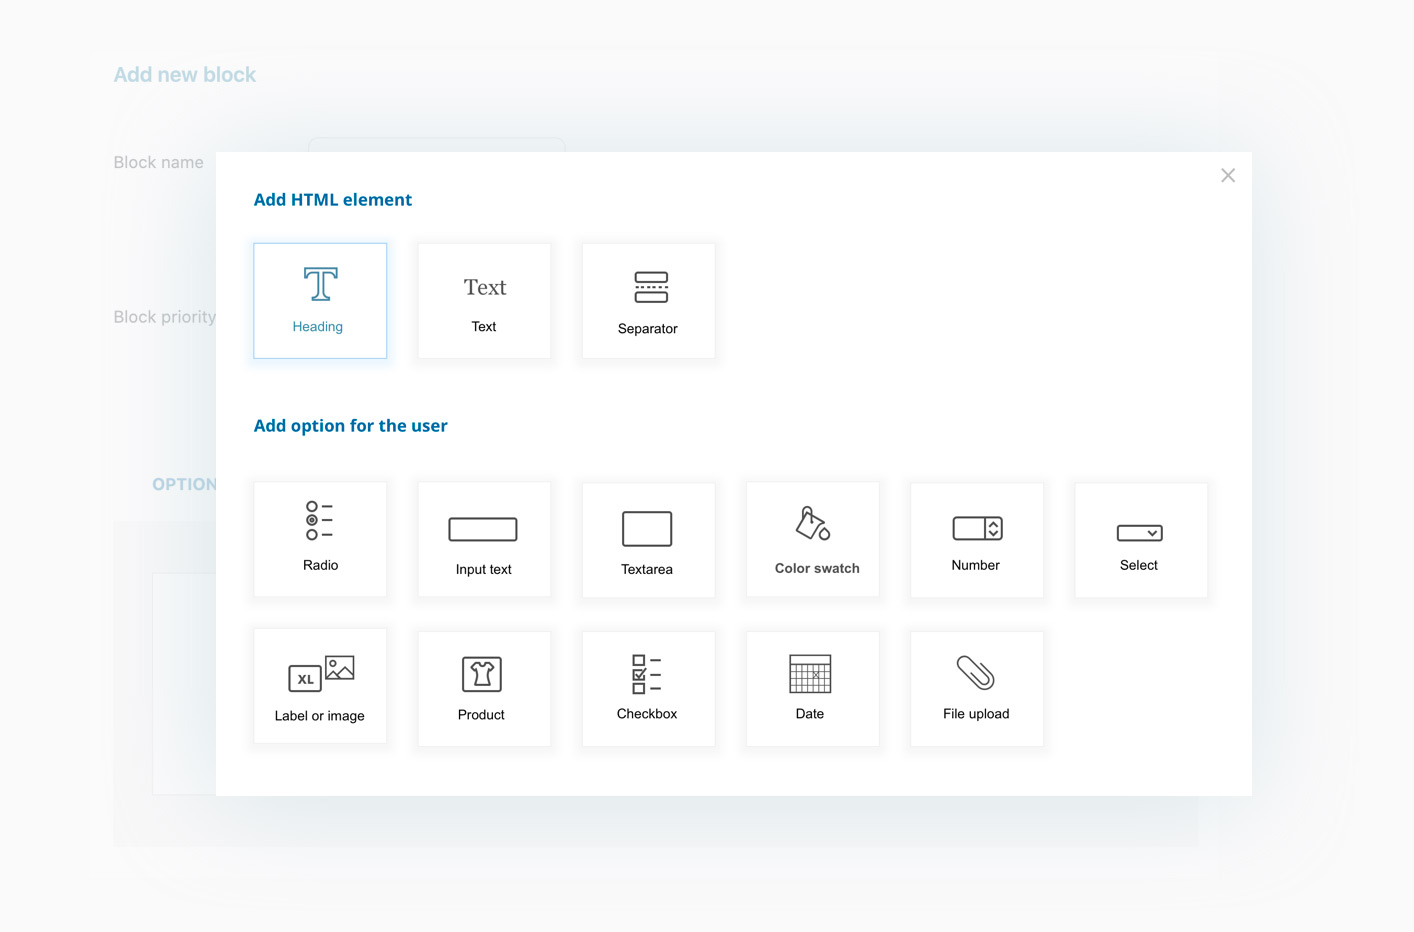 Add new block
Block name
Add HTML element
Text
Heading
Text
Separator
Block priority
Add option for the user
OPTION
Radio
Input text
Textarea
Color swatch
Number
Select
XL
Label or image
Product
Checkbox
Date
File upload